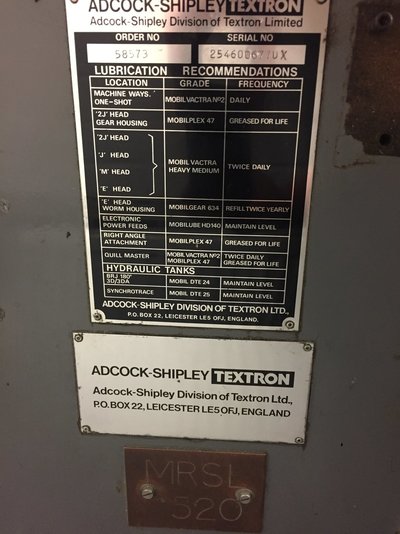 ADCOCK-SHIPLEY TEXTRON
Adcock-Shipley Division of Textron Limited
ORDER NO SERIAL NO
58573
LUBRICATION RECOMMENDATIONS
LOCATION GRADE FREQUENCY
MACHINE WAYS. ONE-SHOT MOBIL VACTRA Nº2 DAILY
'2J' HEAD GEAR HOUSING MOBILPLEX 47 GREASED FOR LIFE
'2J' HEAD
'J' HEAD
'M' HEAD
'E' HEAD
MOBIL VACTRA HEAVY MEDIUM TWICE DAILY
'E' HEAD WORM HOUSING MOBILGEAR 634 REFILL TWICE YEARLY
ELECTRONIC POWER FEEDS MOBILUBE HD140 MAINTAIN LEVEL
RIGHT ANGLE ATTACHMENT MOBILPLEX 47 GREASED FOR LIFE
QUILL MASTER MOBIL VACTRA Nº2 TWICE DAILY
MOBILPLEX 47 GREASED FOR LIFE
HYDRAULIC TANKS
BRJ 180° 3D/3DA MOBIL DTE 24 MAINTAIN LEVEL
SYNCHROTRACE MOBIL DTE 25 MAINTAIN LEVEL
ADCOCK-SHIPLEY DIVISION OF TEXTRON LTD.,
P.O. BOX 22, LEICESTER LE5 OFJ, ENGLAND.
ADCOCK-SHIPLEY TEXTRON
Adcock-Shipley Division of Textron Ltd.,
P.O. BOX 22, LEICESTER LE5 OFJ, ENGLAND
MRSL
520